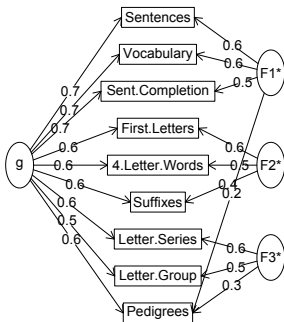 Sentences
0.6
Vocabulary
F1*
0.6
0.5
0.7
Sent.Completion
0.7
0.7
First.Letters
0.6
0.6
g
0.6
4.Letter.Words
0.5
F2*
0.4
0.6
0.2
Suffixes
0.6
Letter.Series
0.6
0.5
F3*
0.5
Letter.Group
0.6
0.3
Pedigrees